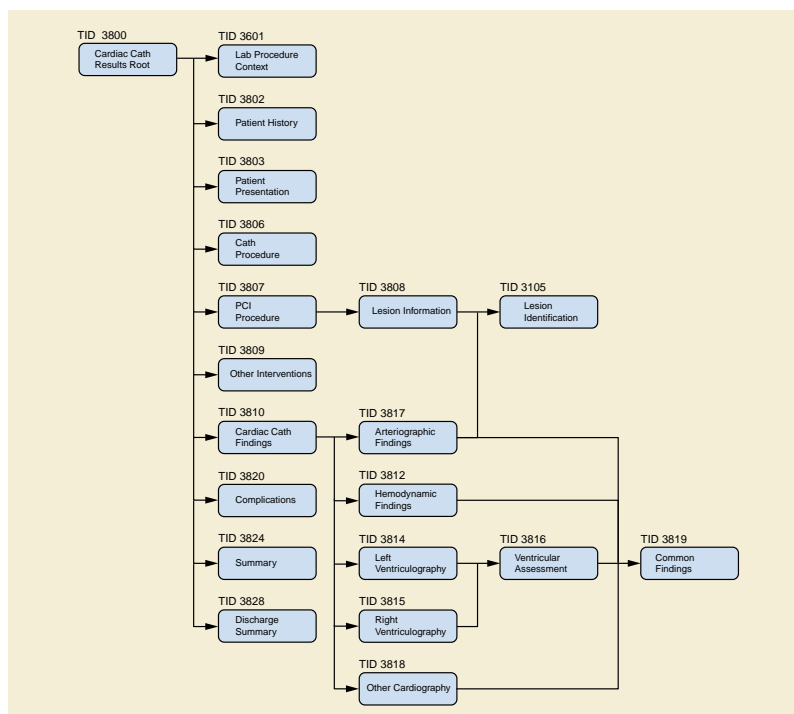 TID 3800
Cardiac Cath
Results Root
TID 3601
Lab Procedure
Context
TID 3802
Patient History
TID 3803
Patient
Presentation
TID 3806
Cath
Procedure
TID 3807
PCI
Procedure
TID 3808
Lesion Information
TID 3105
Lesion
Identification
TID 3809
Other Interventions
TID 3810
Cardiac Cath
Findings
TID 3817
Arteriographic
Findings
TID 3820
Complications
TID 3812
Hemodynamic
Findings
TID 3824
Summary
TID 3814
Left
Ventriculography
TID 3816
Ventricular
Assessment
TID 3819
Common
Findings
TID 3828
Discharge
Summary
TID 3815
Right
Ventriculography
TID 3818
Other Cardiography